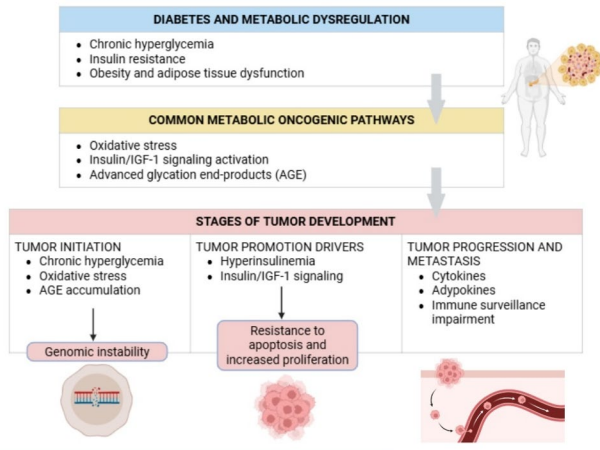 DIABETES AND METABOLIC DYSREGULATION
• Chronic hyperglycemia
• Insulin resistance
• Obesity and adipose tissue dysfunction
COMMON METABOLIC ONCOGENIC PATHWAYS
• Oxidative stress
• Insulin/IGF-1 signaling activation
• Advanced glycation end-products (AGE)
STAGES OF TUMOR DEVELOPMENT
TUMOR INITIATION
• Chronic hyperglycemia
• Oxidative stress
• AGE accumulation
Genomic instability
TUMOR PROMOTION DRIVERS
• Hyperinsulinemia
• Insulin/IGF-1 signaling
Resistance to
apoptosis and
increased proliferation
TUMOR PROGRESSION AND
METASTASIS
• Cytokines
• Adypokines
• Immune surveillance
impairment